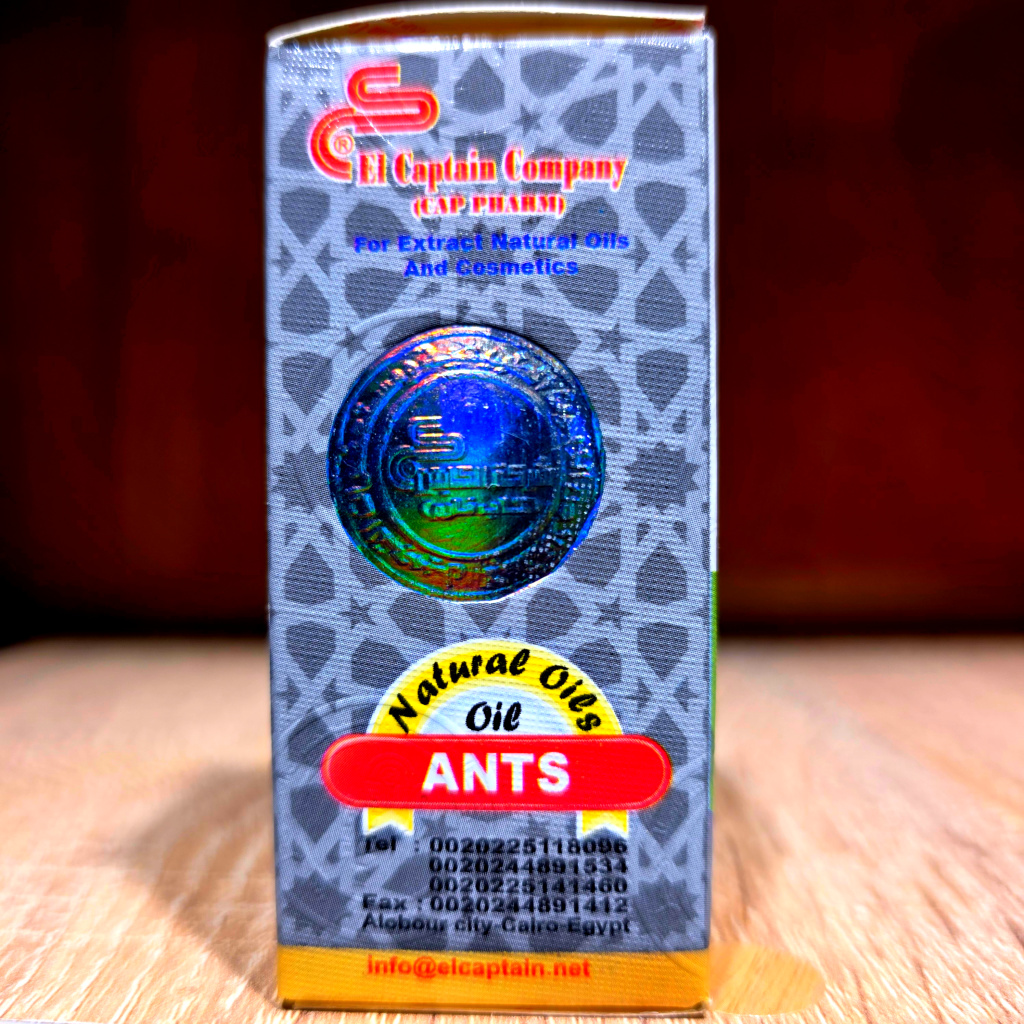 ®
El Captain Company
(CAP PHARM)
For Extract Natural Oils
And Cosmetics
Natural Oils
Oil
ANTS
Tel : 0020225118096
0020244891534
0020225141460
Fax : 0020244891412
Alobour city Cairo Egypt
info@elcaptain.net